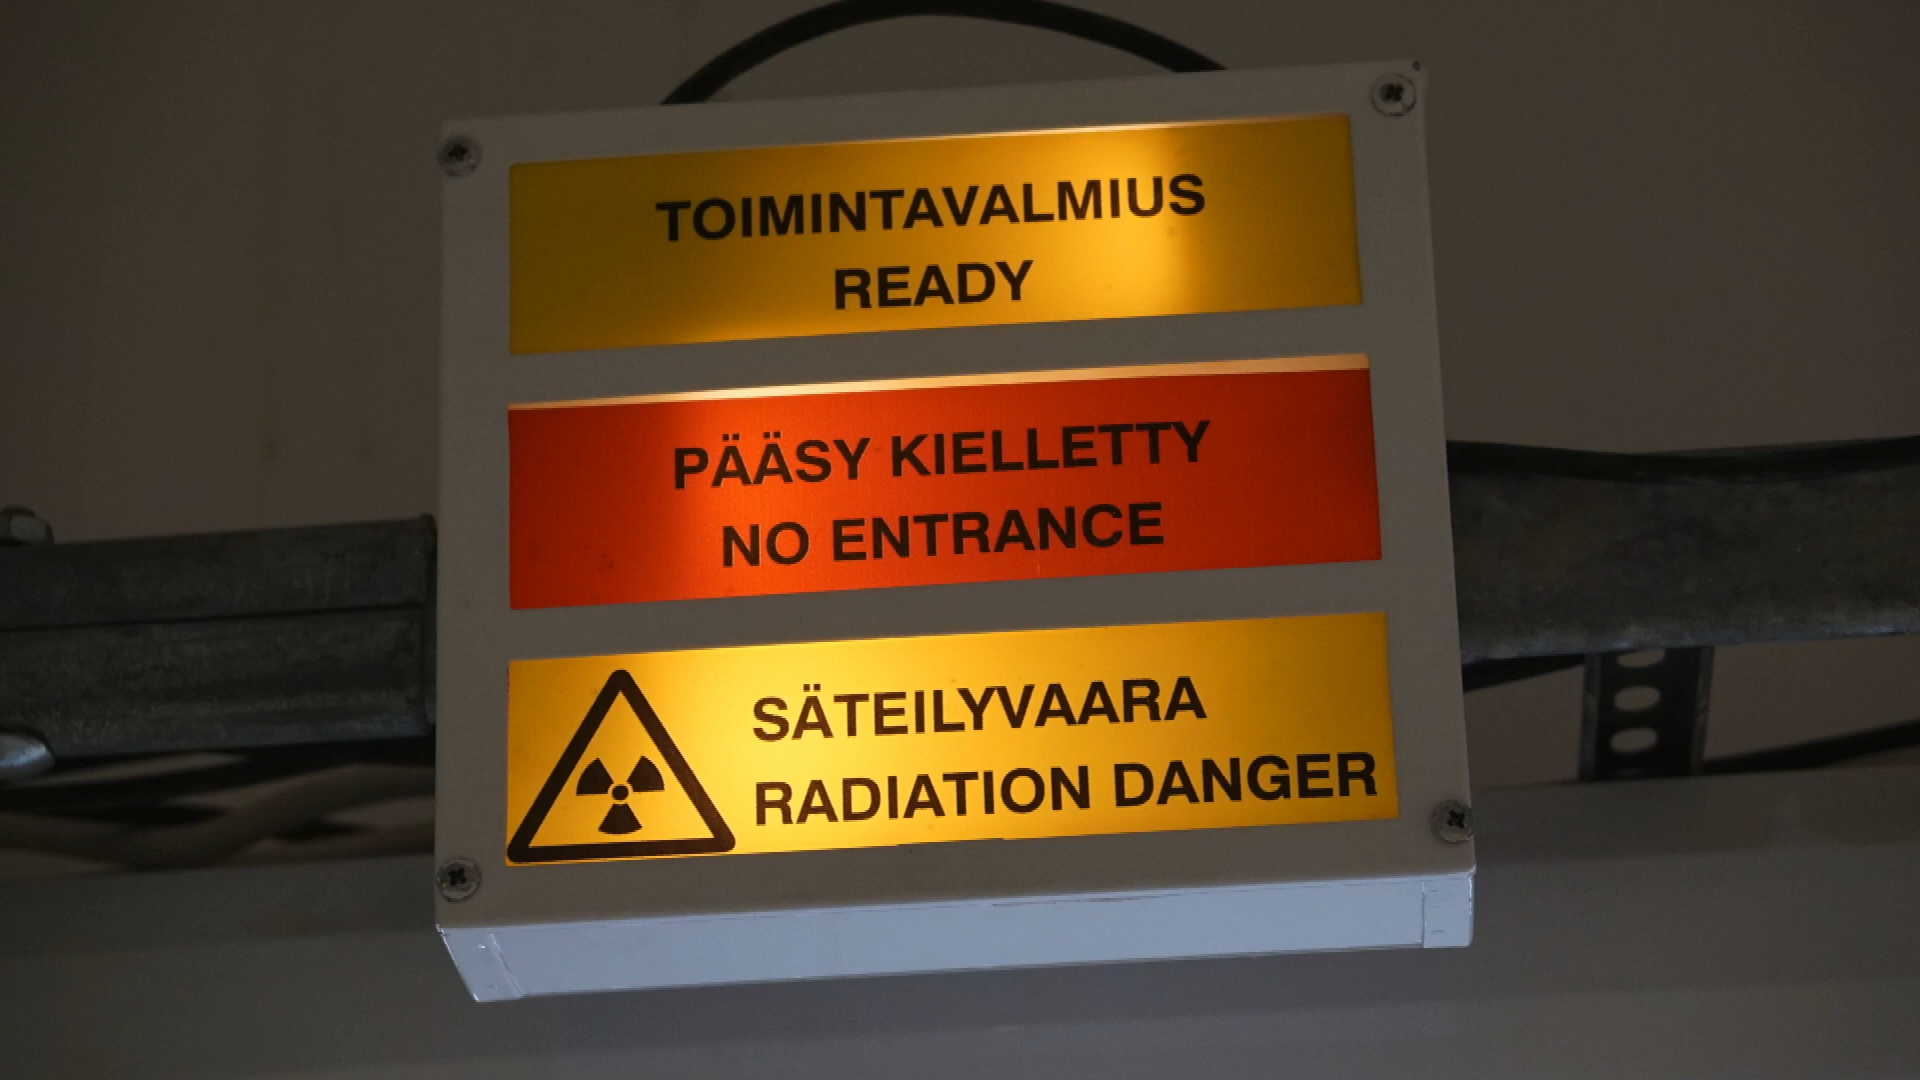 TOIMINTAVALMIUS
READY
PÄÄSY KIELLETTY
NO ENTRANCE
SÄTEILYVAARA
RADIATION DANGER